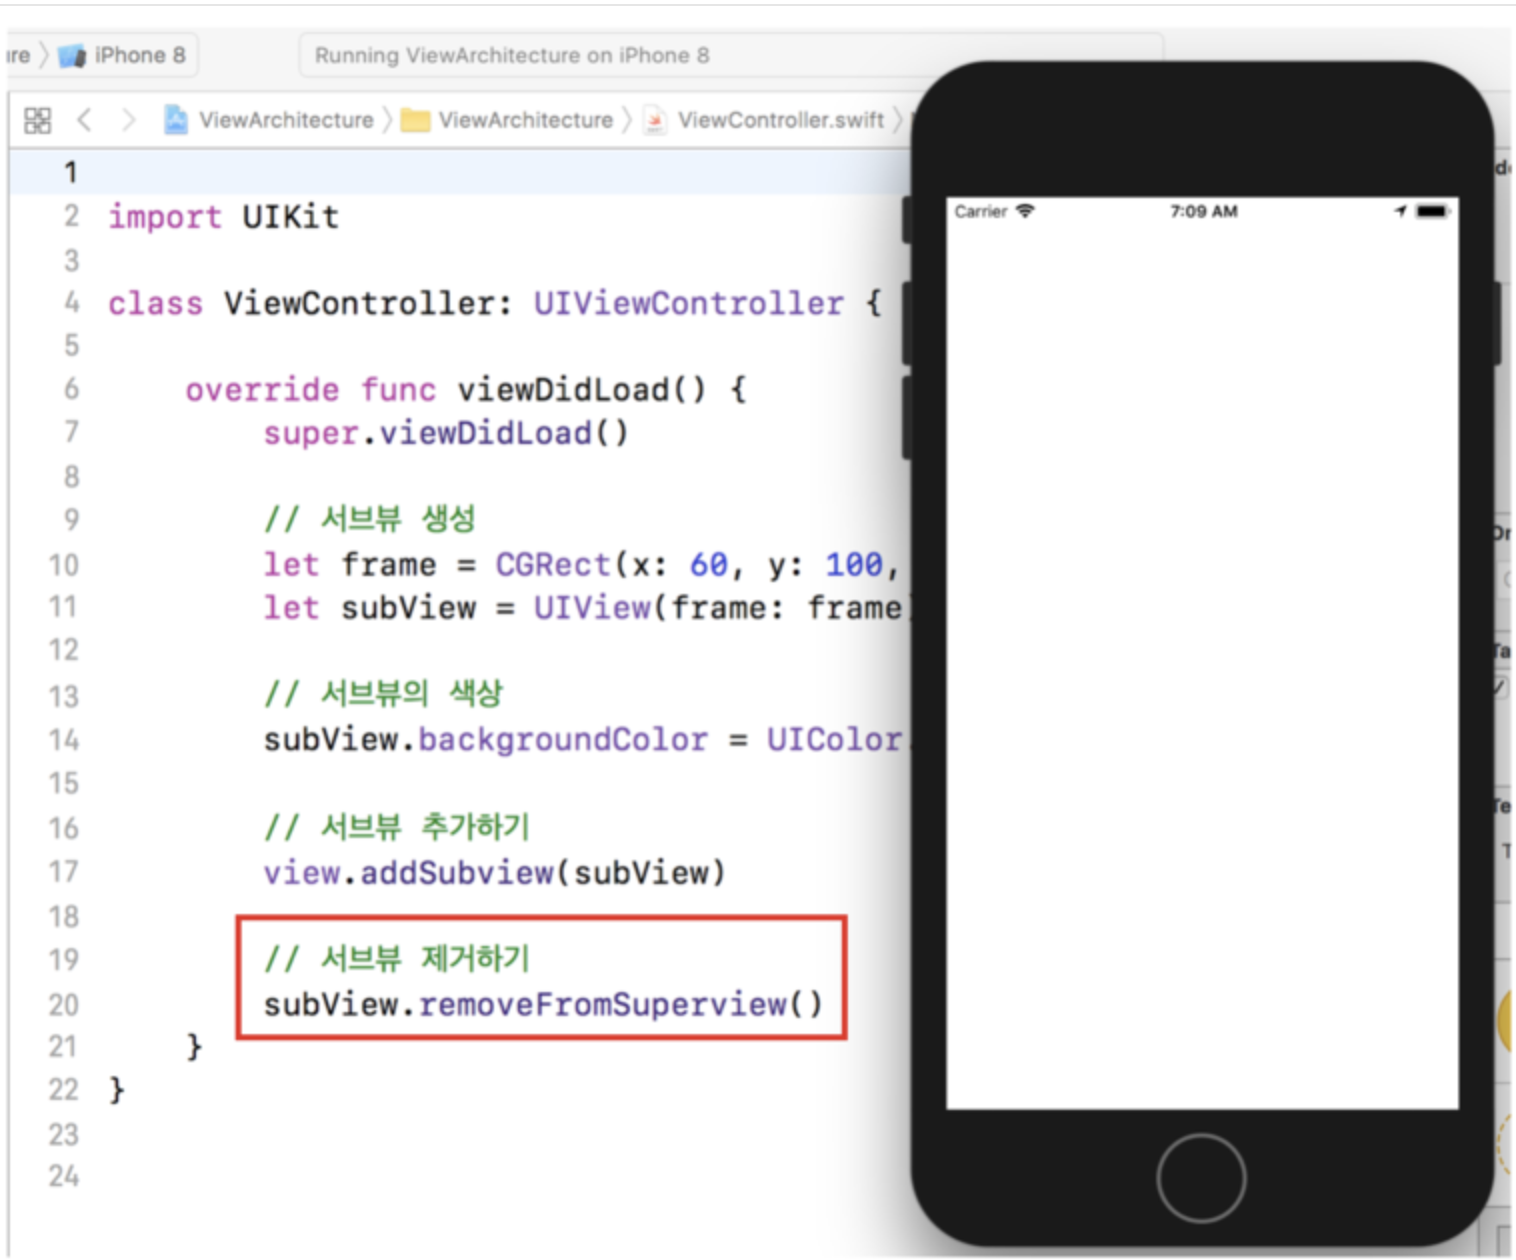 iPhone 8
Running ViewArchitecture on iPhone 8
ViewArchitecture
ViewArchitecture
ViewController.swift
1
2 import UIKit
3
4 class ViewController: UIViewController {
5
6 override func viewDidLoad() {
7 super.viewDidLoad()
8
9 // 서브뷰 생성
10 let frame = CGRect(x: 60, y: 100,
11 let subView = UIView(frame: frame
12
13 // 서브뷰의 색상
14 subView.backgroundColor = UIColor
15
16 // 서브뷰 추가하기
17 view.addSubview(subView)
18
19 // 서브뷰 제거하기
20 subView.removeFromSuperview()
21 }
22 }
23
24
Carrier
7:09 AM